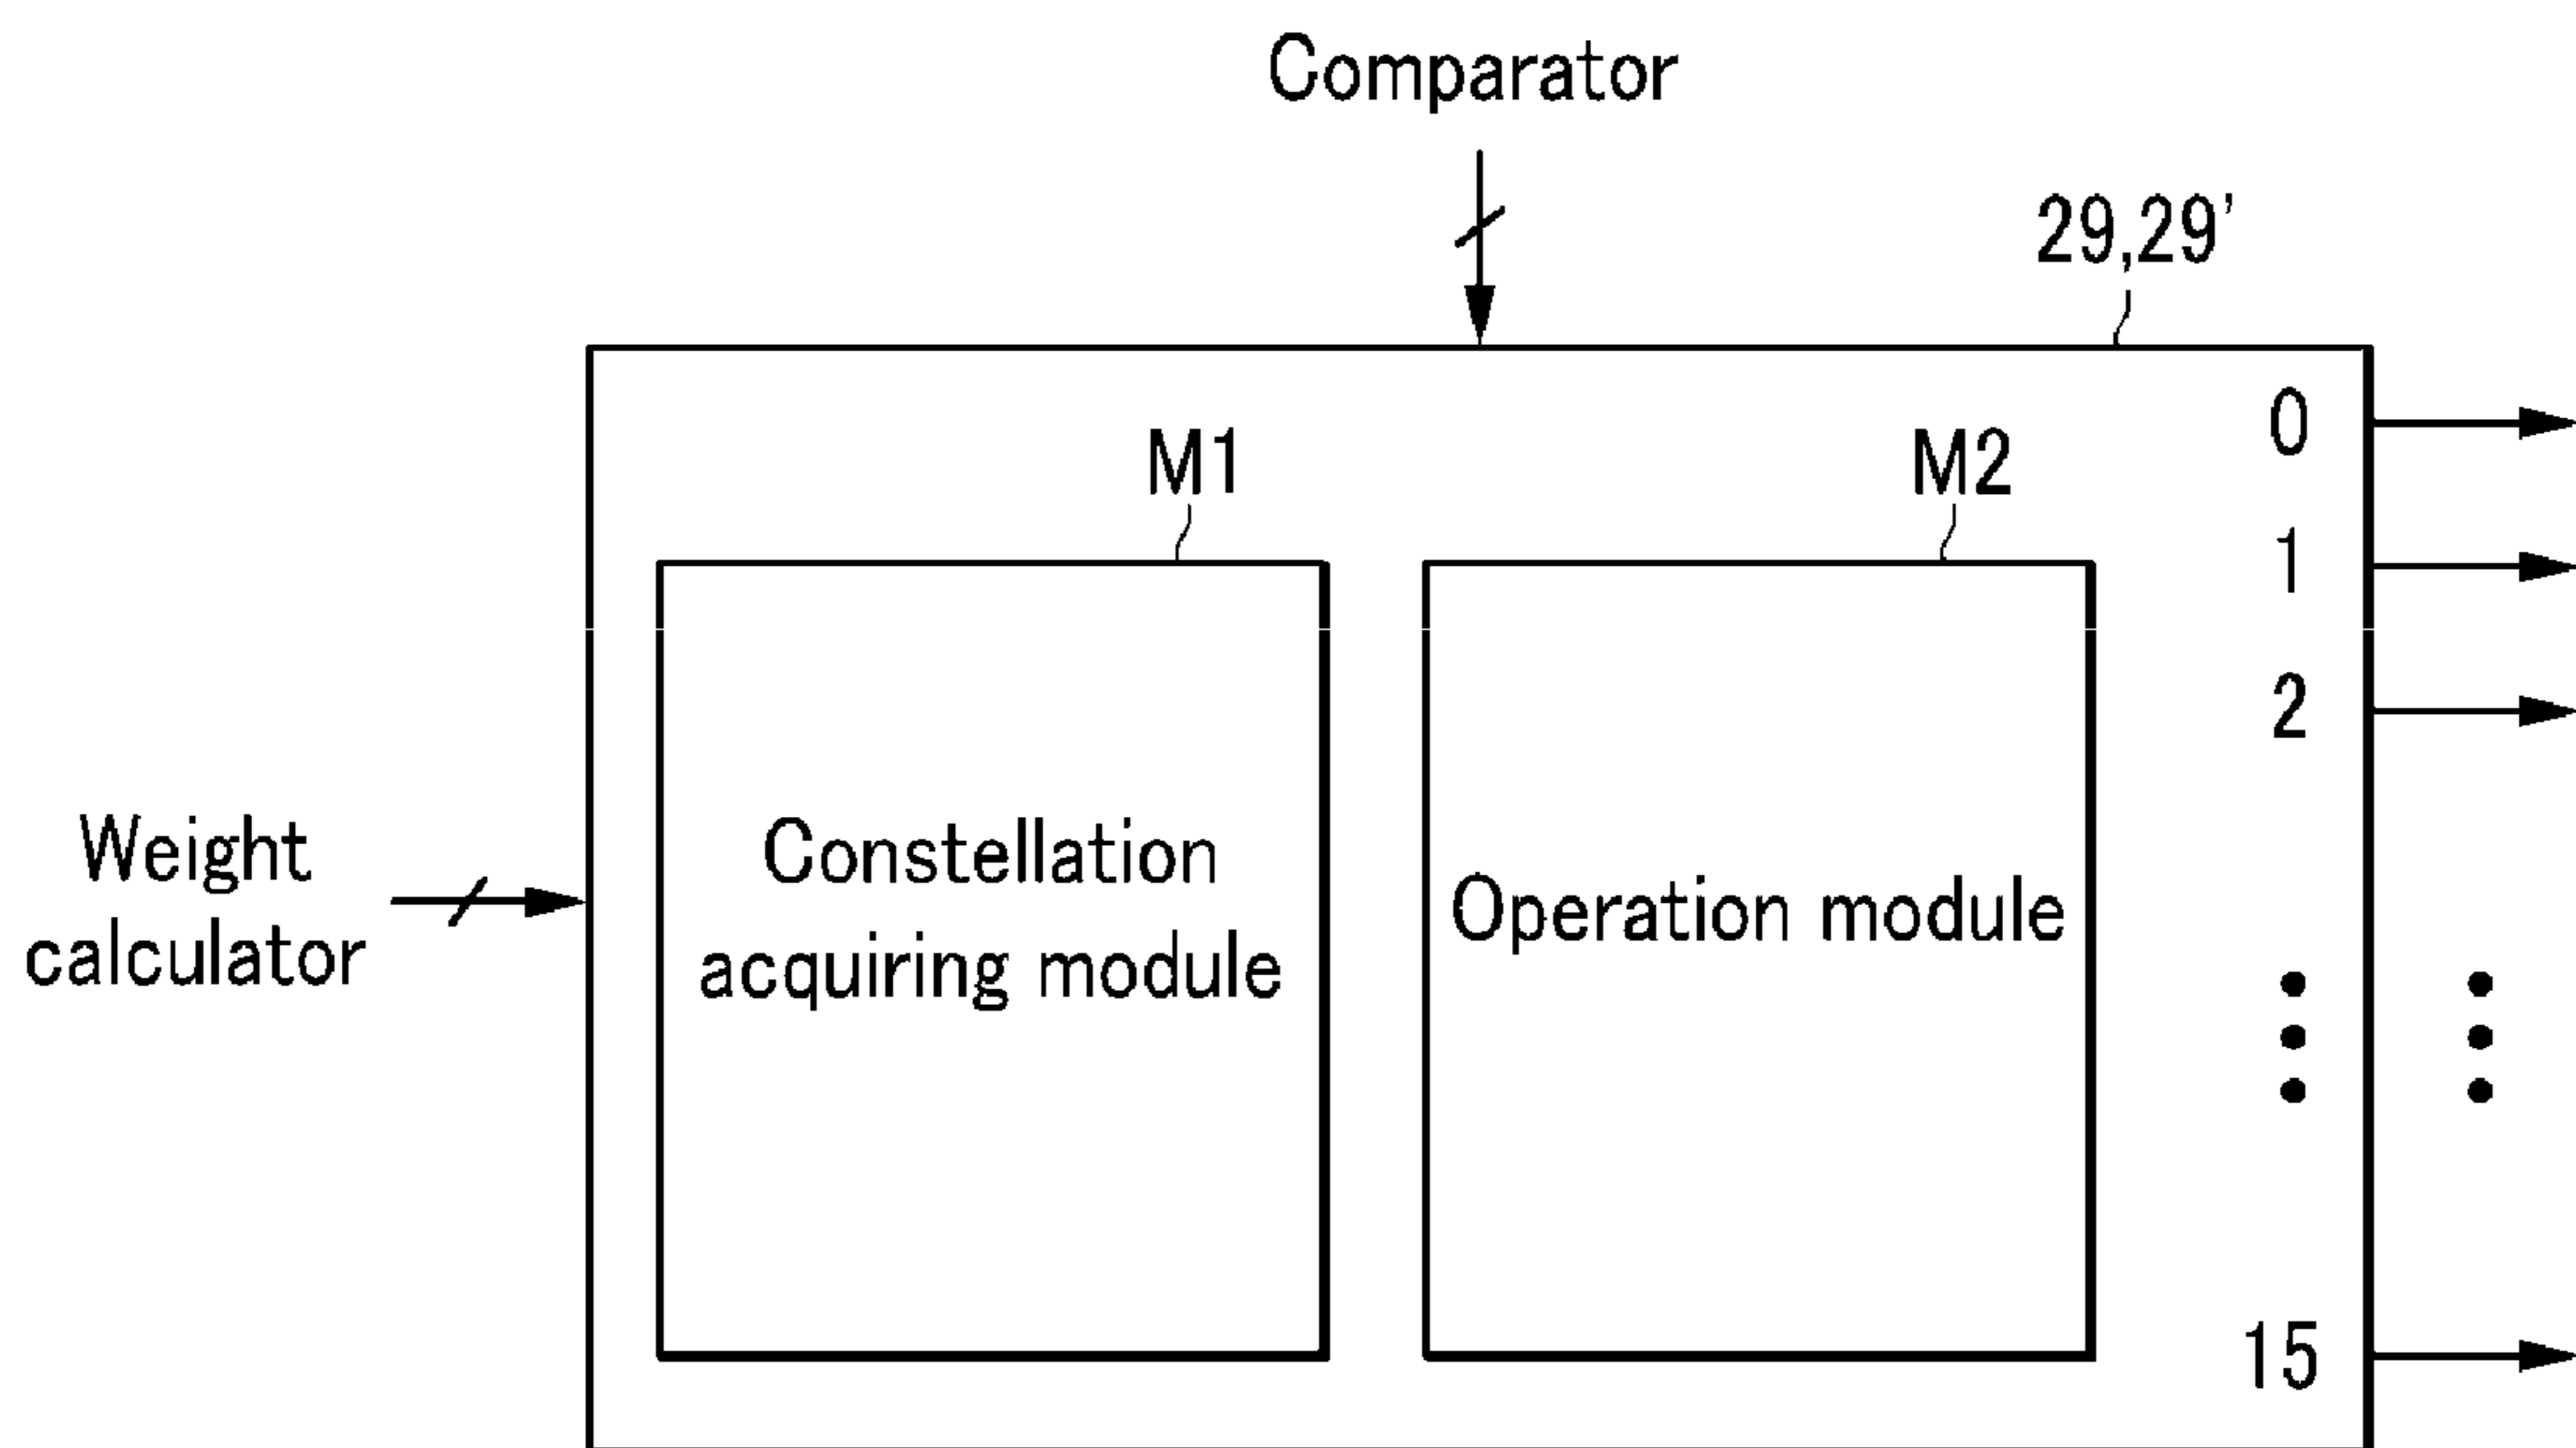 Comparator
29,29'
0
M1
M2
1
2
Weight
calculator
Constellation
acquiring module
Operation module
15